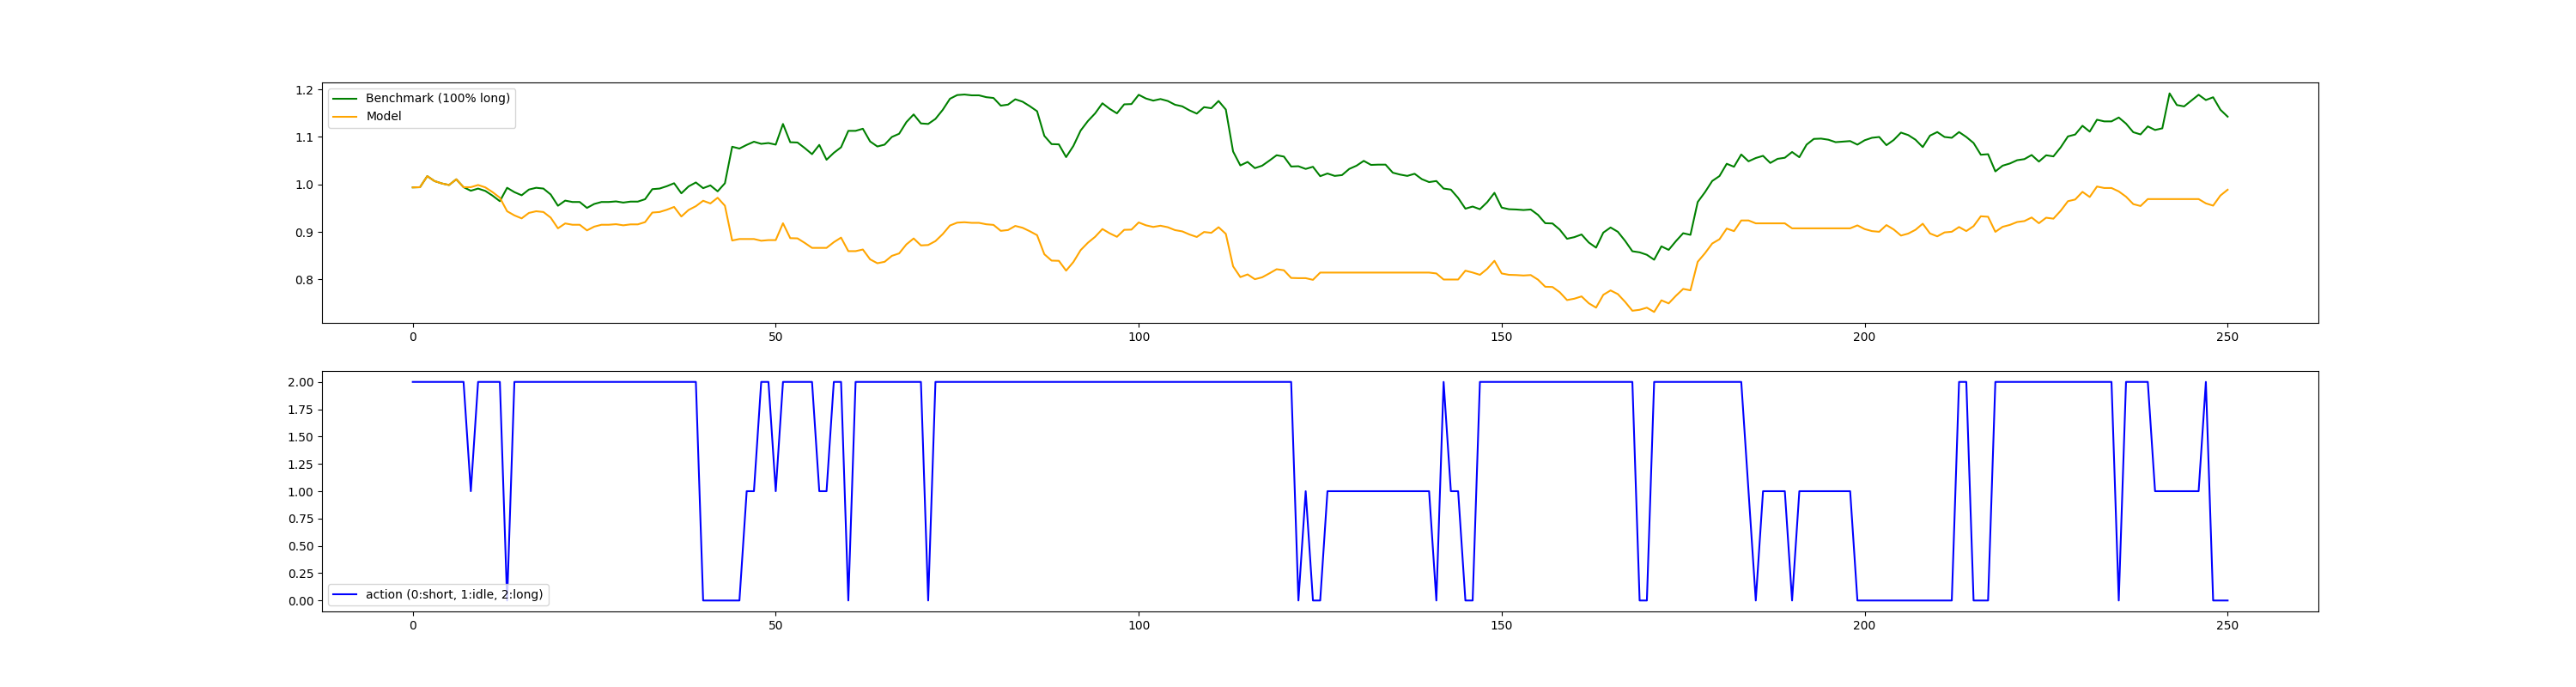 1.2
Benchmark (100% long)
Model
1.1
1.0
0.9
0.8
0 50 100 150 200 250
2.00
1.75
1.50
1.25
1.00
0.75
0.50
0.25
action (0:short, 1:idle, 2:long)
0.00
0 50 100 150 200 250